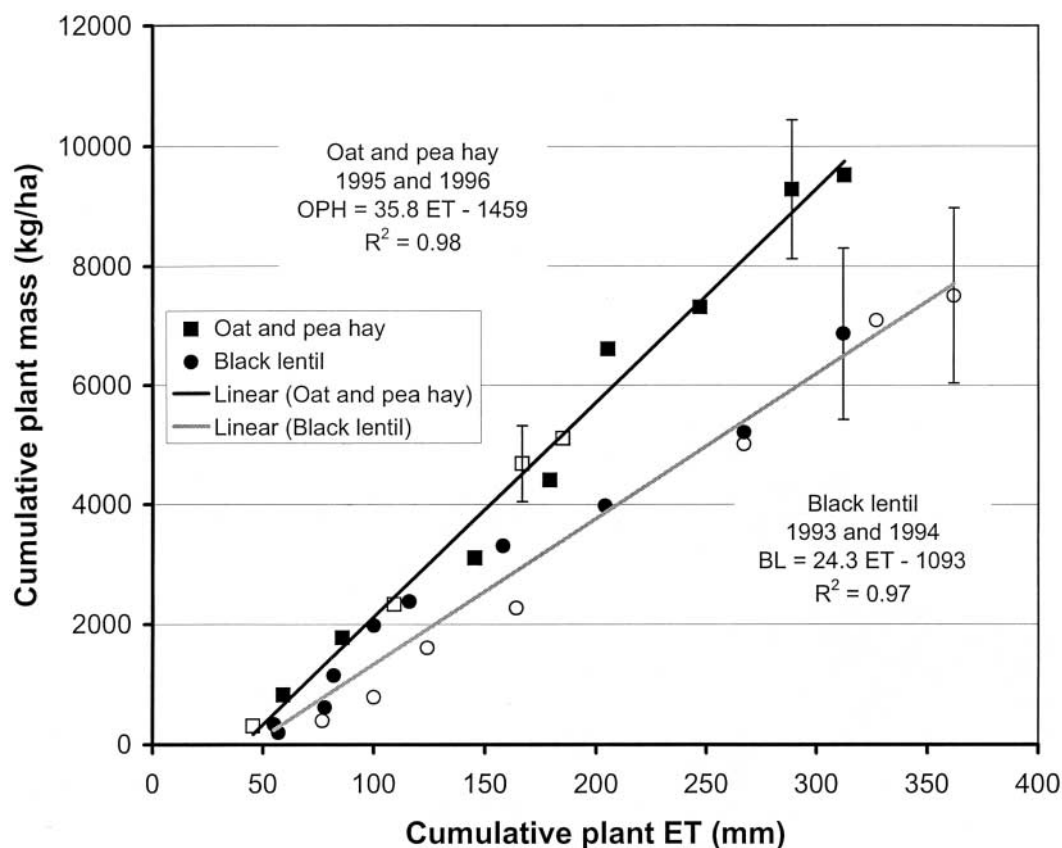 12000
10000
8000
6000
4000
2000
0
Cumulative plant mass (kg/ha)
Oat and pea hay
1995 and 1996
OPH = 35.8 ET - 1459
R² = 0.98
Oat and pea hay
Black lentil
Linear (Oat and pea hay)
Linear (Black lentil)
Black lentil
1993 and 1994
BL = 24.3 ET - 1093
R² = 0.97
0 50 100 150 200 250 300 350 400
Cumulative plant ET (mm)